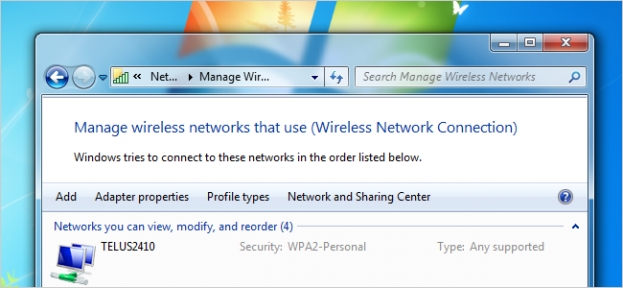 « Net... Manage Wir... Search Manage Wireless Networks
Manage wireless networks that use (Wireless Network Connection)
Windows tries to connect to these networks in the order listed below.
Add Adapter properties Profile types Network and Sharing Center ?
Networks you can view, modify, and reorder (4)
TELUS2410 Security: WPA2-Personal Type: Any supported